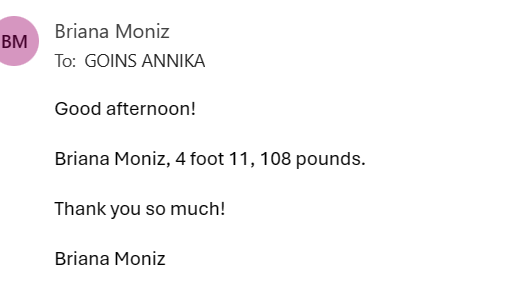 BM
Briana Moniz
To: GOINS ANNIKA
Good afternoon!
Briana Moniz, 4 foot 11, 108 pounds.
Thank you so much!
Briana Moniz